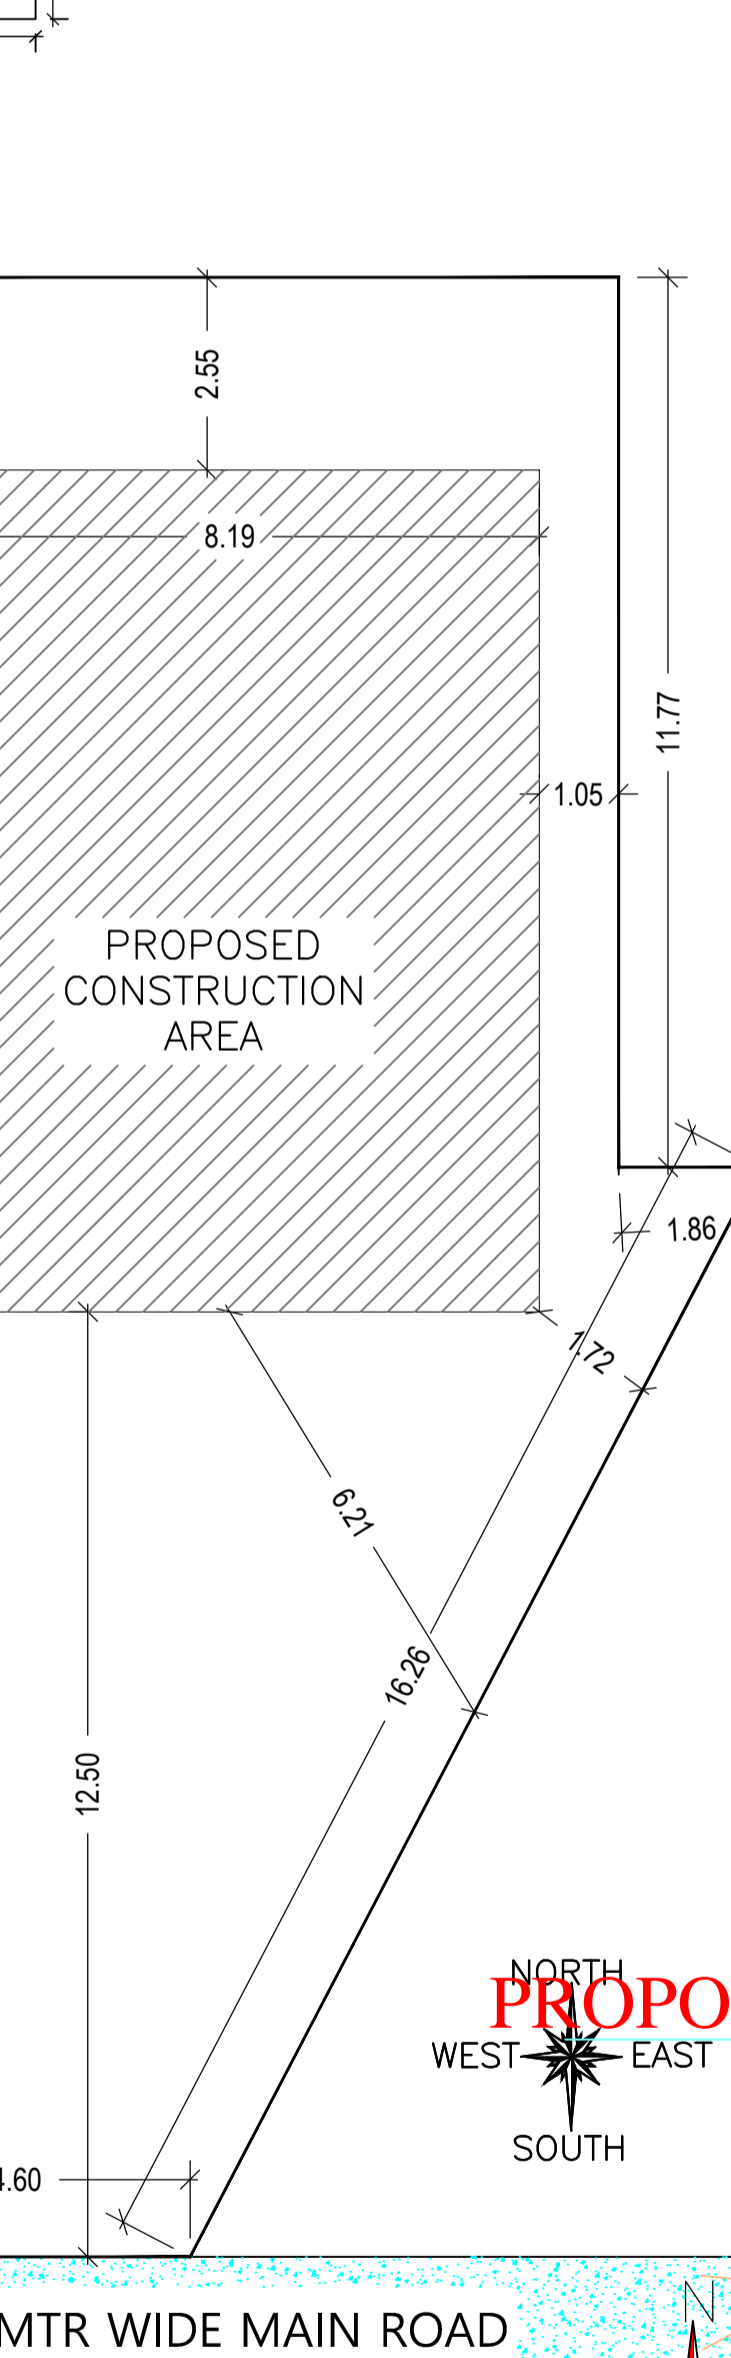 2.55
8.19
11.77
1.05
PROPOSED
CONSTRUCTION
AREA
1.86
1.72
6.21
16.26
12.50
NORTH
PROPO
WEST
EAST
SOUTH
.60
N
MTR WIDE MAIN ROAD